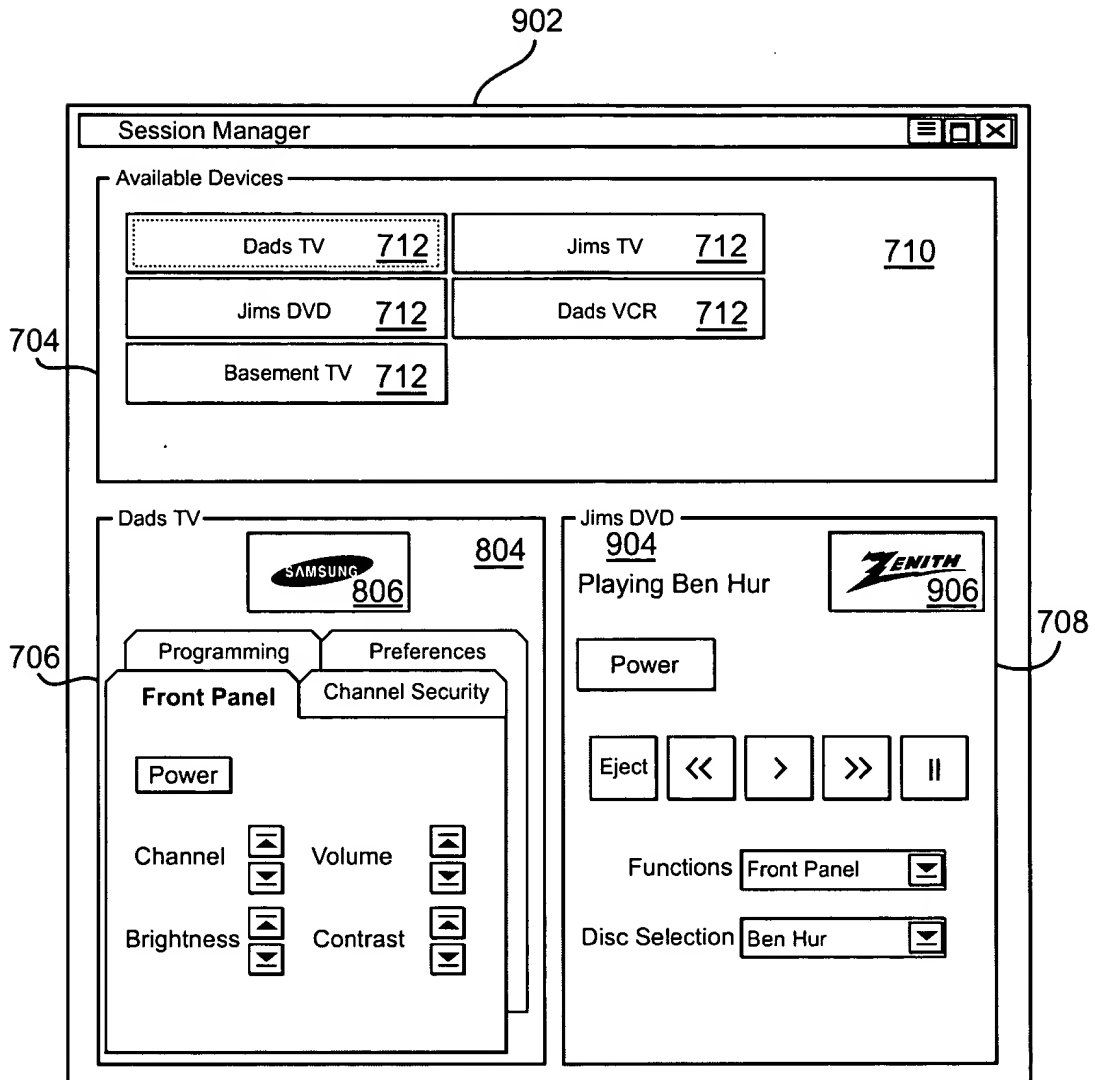 902
Session Manager
Available Devices
Dads TV 712
Jims TV 712
710
Jims DVD 712
Dads VCR 712
704
Basement TV 712
Dads TV
804
SAMSUNG
806
706
Programming
Preferences
Front Panel
Channel Security
Power
Channel
Volume
Brightness
Contrast
Jims DVD
904
Playing Ben Hur
ZENITH
906
708
Power
Eject << > >> ||
Functions Front Panel
Disc Selection Ben Hur